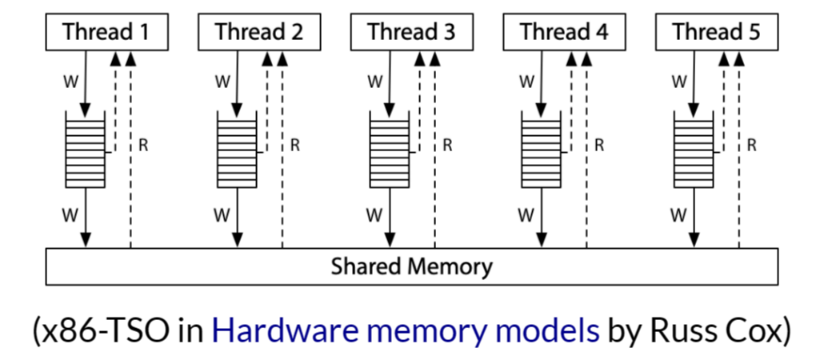 Thread 1 Thread 2 Thread 3 Thread 4 Thread 5
W W W W W
R R R R R
W W W W W
Shared Memory
(x86-TSO in Hardware memory models by Russ Cox)